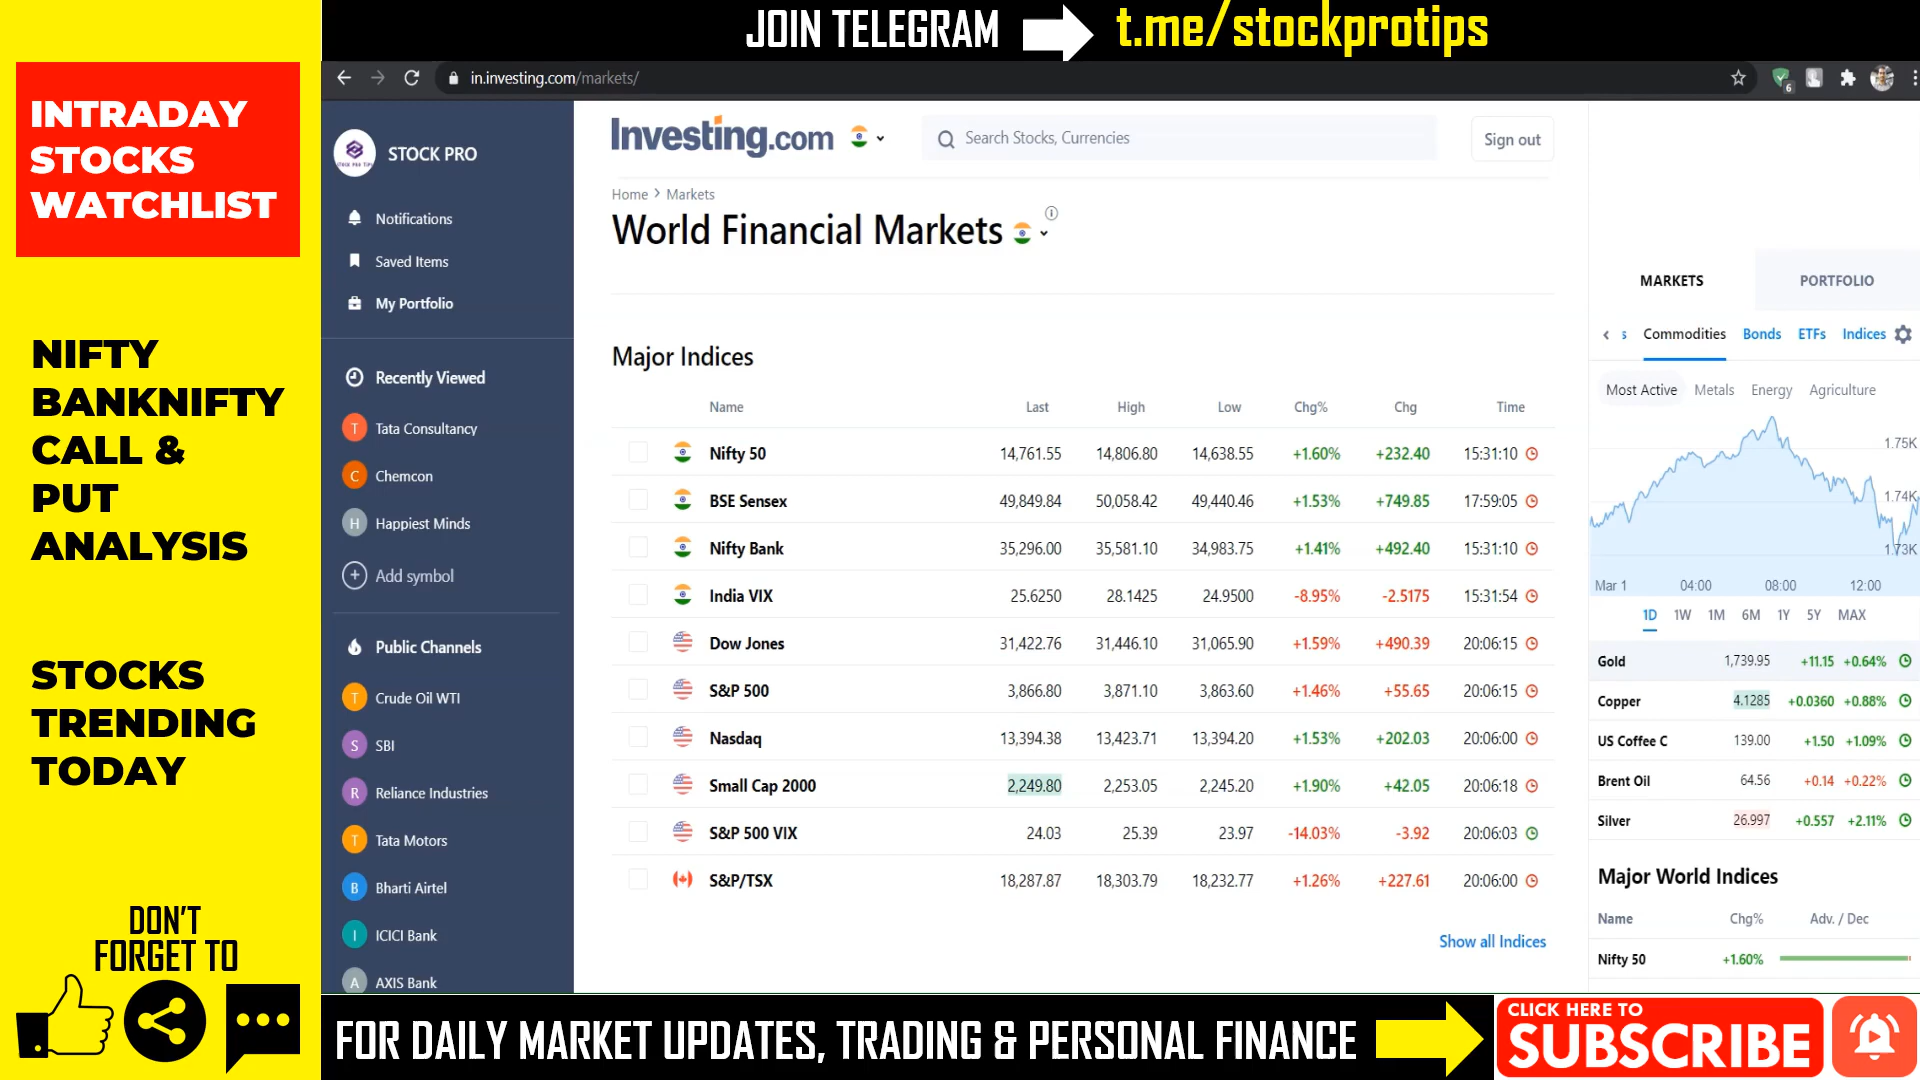 JOIN TELEGRAM t.me/stockprotips
INTRADAY
STOCKS
WATCHLIST
NIFTY
BANKNIFTY
CALL &
PUT
ANALYSIS
STOCKS
TRENDING
TODAY
DON'T
FORGET TO
in.investing.com/markets/
6
STOCK PRO
Notifications
Saved Items
My Portfolio
Recently Viewed
T Tata Consultancy
C Chemcon
H Happiest Minds
+ Add symbol
Public Channels
T Crude Oil WTI
S SBI
R Reliance Industries
T Tata Motors
B Bharti Airtel
I ICICI Bank
A AXIS Bank
Investing.com
Search Stocks, Currencies
Sign out
Home > Markets
World Financial Markets
Major Indices
Name Last High Low Chg% Chg Time
Nifty 50 14,761.55 14,806.80 14,638.55 +1.60% +232.40 15:31:10
BSE Sensex 49,849.84 50,058.42 49,440.46 +1.53% +749.85 17:59:05
Nifty Bank 35,296.00 35,581.10 34,983.75 +1.41% +492.40 15:31:10
India VIX 25.6250 28.1425 24.9500 -8.95% -2.5175 15:31:54
Dow Jones 31,422.76 31,446.10 31,065.90 +1.59% +490.39 20:06:15
S&P 500 3,866.80 3,871.10 3,863.60 +1.46% +55.65 20:06:15
Nasdaq 13,394.38 13,423.71 13,394.20 +1.53% +202.03 20:06:00
Small Cap 2000 2,249.80 2,253.05 2,245.20 +1.90% +42.05 20:06:18
S&P 500 VIX 24.03 25.39 23.97 -14.03% -3.92 20:06:03
S&P/TSX 18,287.87 18,303.79 18,232.77 +1.26% +227.61 20:06:00
Show all Indices
MARKETS PORTFOLIO
s Commodities Bonds ETFs Indices
Most Active Metals Energy Agriculture
1.75K
1.74K
1.73K
Mar 1 04:00 08:00 12:00
1D 1W 1M 6M 1Y 5Y MAX
Gold 1,739.95 +11.15 +0.64%
Copper 4.1285 +0.0360 +0.88%
US Coffee C 139.00 +1.50 +1.09%
Brent Oil 64.56 +0.14 +0.22%
Silver 26.997 +0.557 +2.11%
Major World Indices
Name Chg% Adv. / Dec
Nifty 50 +1.60%
FOR DAILY MARKET UPDATES, TRADING & PERSONAL FINANCE
CLICK HERE TO
SUBSCRIBE